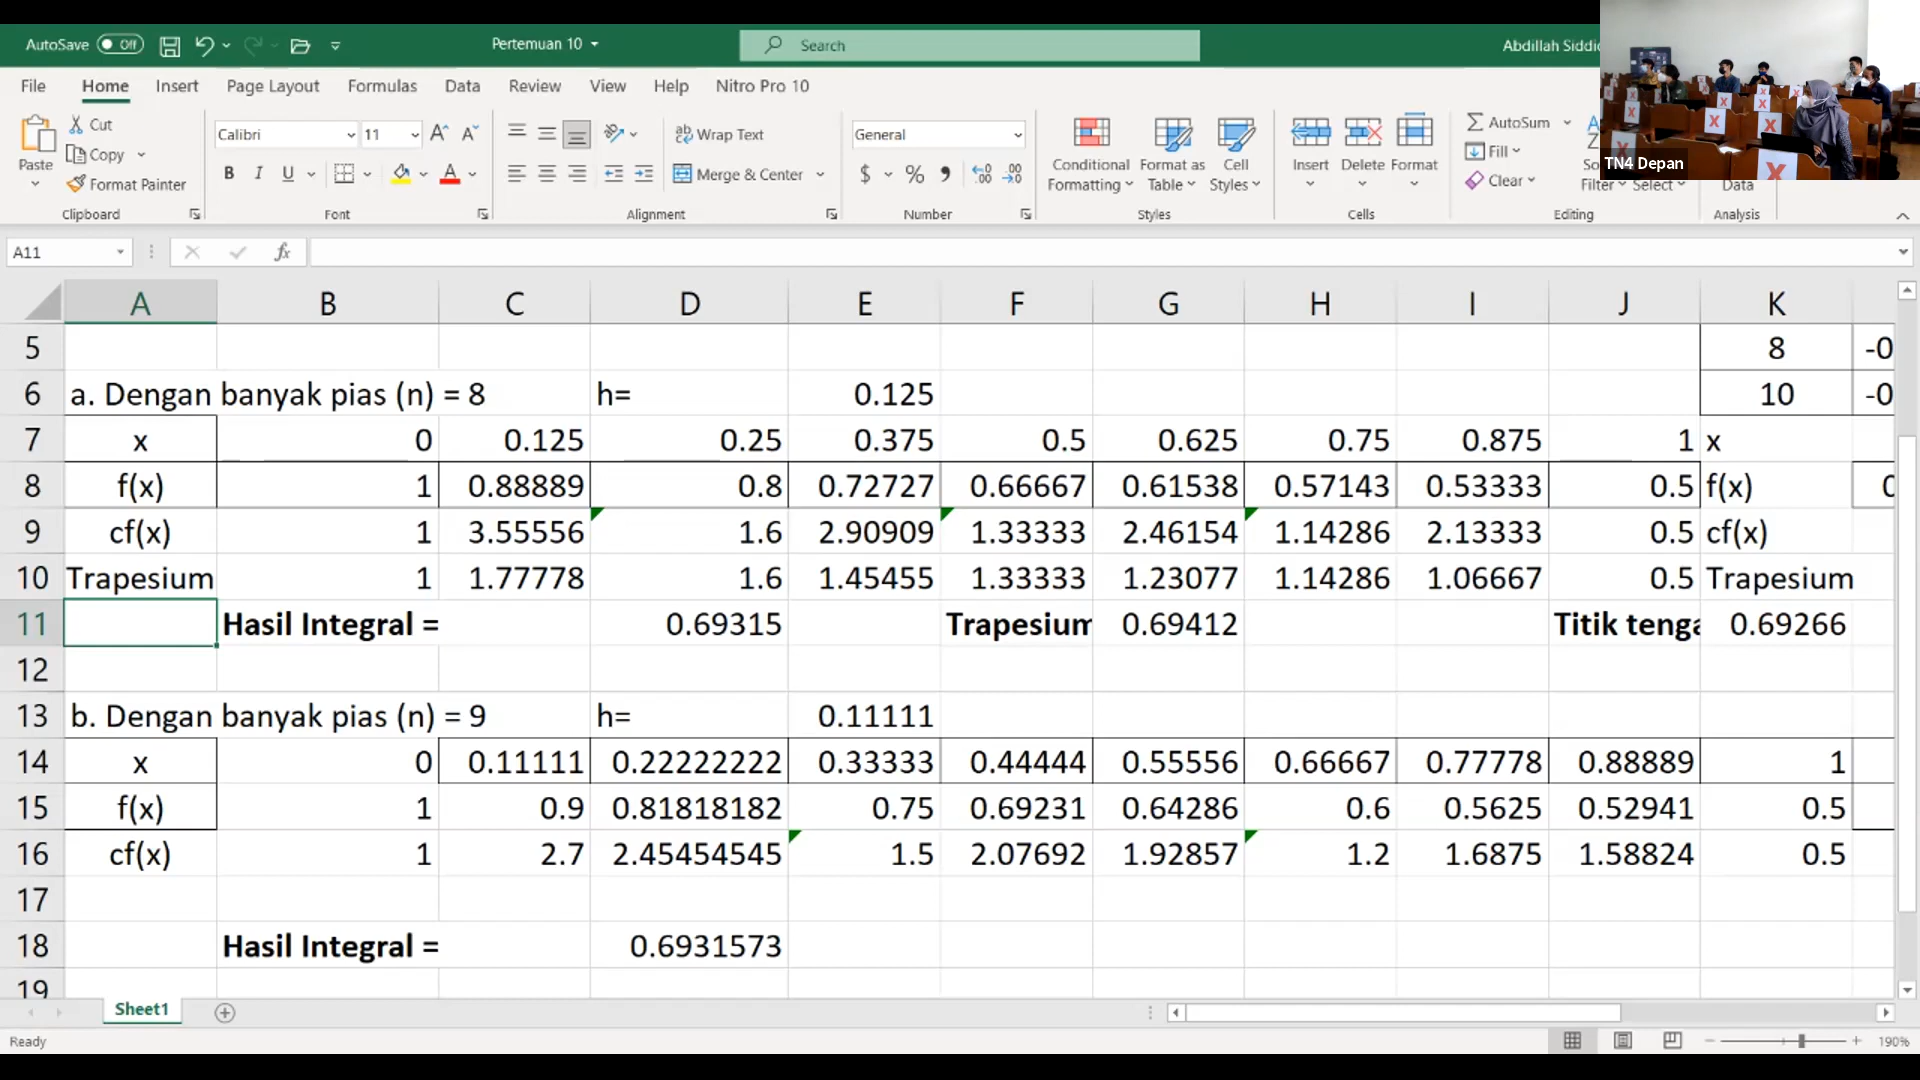 AutoSave Off Pertemuan 10 Search Abdillah Siddi
File Home Insert Page Layout Formulas Data Review View Help Nitro Pro 10
Paste Cut Copy Format Painter Clipboard
Calibri 11 B I U Font
Wrap Text Merge & Center Alignment
General $ % Number
Conditional Formatting Format as Table Cell Styles Styles
Insert Delete Format Cells
AutoSum Fill Clear Filter Select Editing
Data Analysis
TN4 Depan
A11 fx
A B C D E F G H I J K
5 8 -0
6 a. Dengan banyak pias (n) = 8 h= 0.125 10 -0
7 x 0 0.125 0.25 0.375 0.5 0.625 0.75 0.875 1 x
8 f(x) 1 0.88889 0.8 0.72727 0.66667 0.61538 0.57143 0.53333 0.5 f(x)
9 cf(x) 1 3.55556 1.6 2.90909 1.33333 2.46154 1.14286 2.13333 0.5 cf(x)
10 Trapesium 1 1.77778 1.6 1.45455 1.33333 1.23077 1.14286 1.06667 0.5 Trapesium
11 Hasil Integral = 0.69315 Trapesium 0.69412 Titik tenga 0.69266
12
13 b. Dengan banyak pias (n) = 9 h= 0.11111
14 x 0 0.11111 0.22222222 0.33333 0.44444 0.55556 0.66667 0.77778 0.88889 1
15 f(x) 1 0.9 0.81818182 0.75 0.69231 0.64286 0.6 0.5625 0.52941 0.5
16 cf(x) 1 2.7 2.45454545 1.5 2.07692 1.92857 1.2 1.6875 1.58824 0.5
17
18 Hasil Integral = 0.6931573
19
Sheet1
Ready 190%